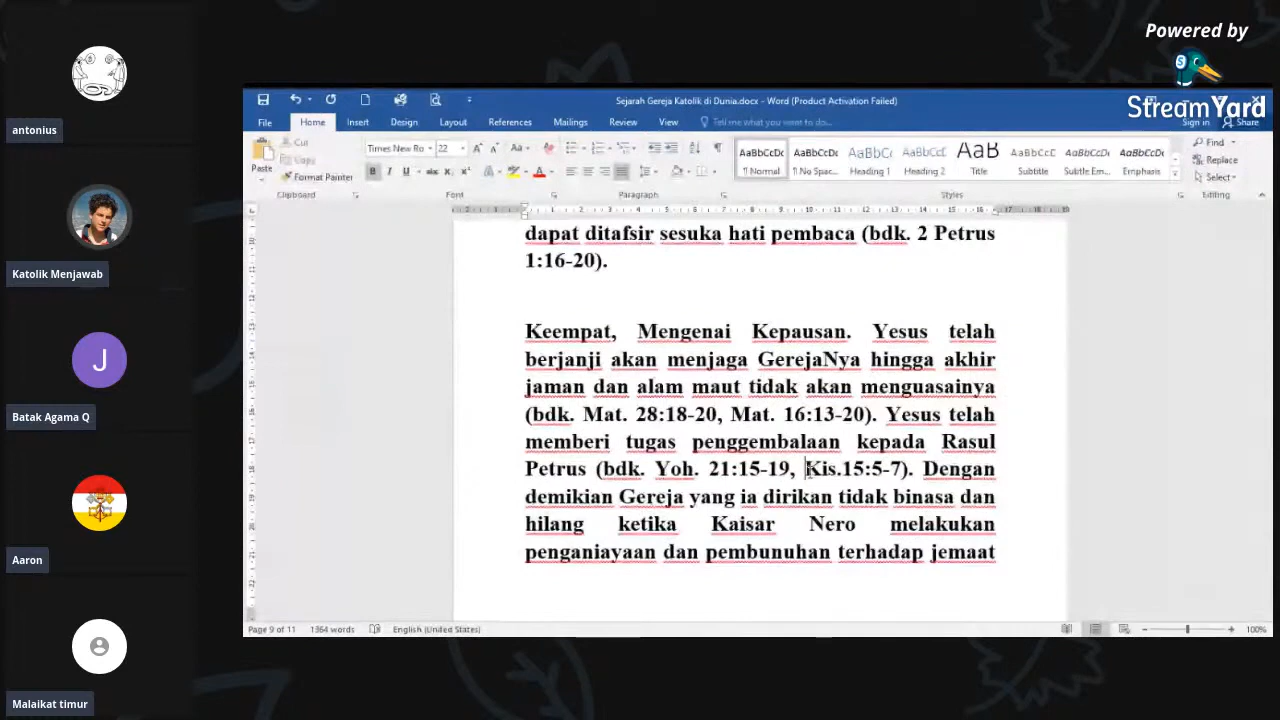 Powered by
StreamYard
antonius
Katolik Menjawab
J
Batak Agama Q
Aaron
Malaikat timur
Sejarah Gereja Katolik di Dunia.docx - Word (Product Activation Failed)
File Home Insert Design Layout References Mailings Review View Tell me what you want to do...
Sign in Share
Paste
Cut
Copy
Format Painter
Clipboard
Times New Ro 22
Font
Paragraph
AaBbCcDc AaBbCcDc AaBbCcDc AaBbCcDc AaB AaBbCcDc AaBbCcDc AaBbCcDc
¶ Normal ¶ No Spac... Heading 1 Heading 2 Title Subtitle Subtle Em... Emphasis
Styles
Find
Replace
Select
Editing
dapat ditafsir sesuka hati pembaca (bdk. 2 Petrus
1:16-20).
Keempat, Mengenai Kepausan. Yesus telah
berjanji akan menjaga GerejaNya hingga akhir
jaman dan alam maut tidak akan menguasainya
(bdk. Mat. 28:18-20, Mat. 16:13-20). Yesus telah
memberi tugas penggembalaan kepada Rasul
Petrus (bdk. Yoh. 21:15-19, Kis.15:5-7). Dengan
demikian Gereja yang ia dirikan tidak binasa dan
hilang ketika Kaisar Nero melakukan
penganiayaan dan pembunuhan terhadap jemaat
Page 9 of 11 1364 words English (United States) 100%